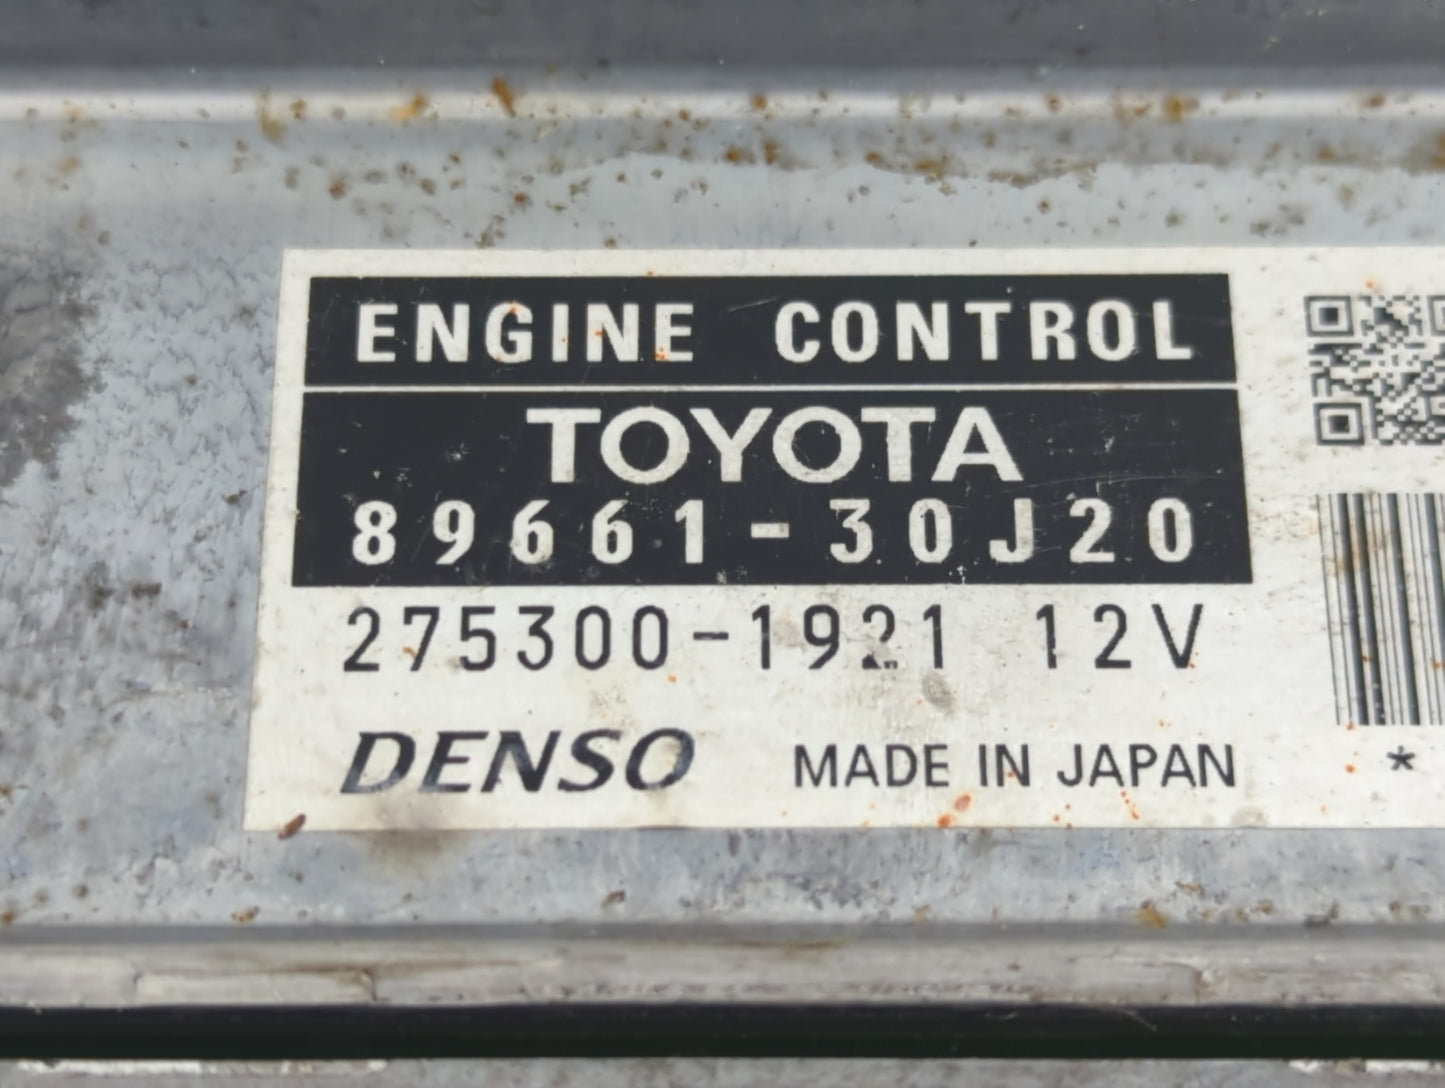 ENGINE CONTROL
TOYOTA
89661-30J20
275300-1921 12V
DENSO MADE IN JAPAN *